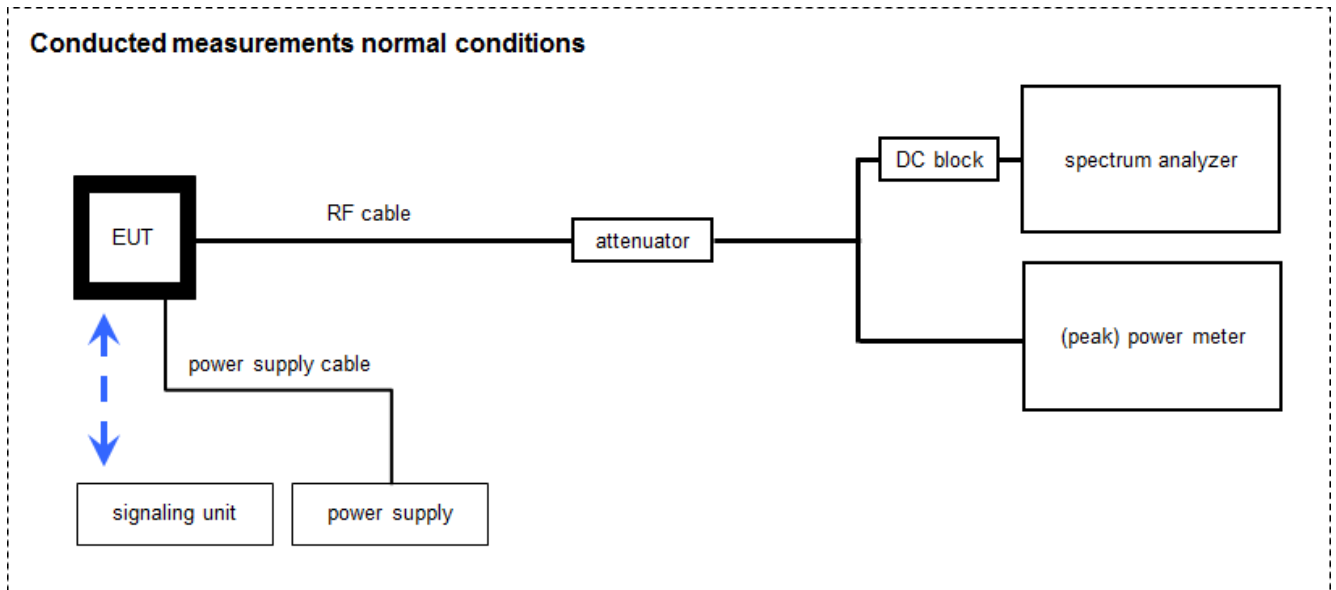 Conducted measurements normal conditions
DC block
spectrum analyzer
RF cable
EUT
attenuator
(peak) power meter
power supply cable
signaling unit
power supply